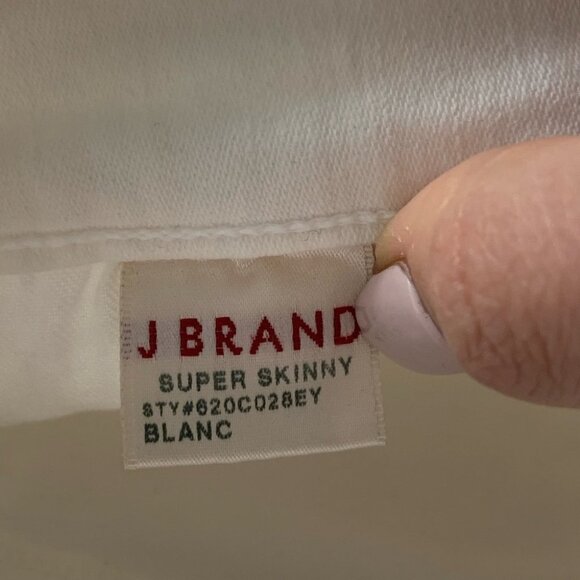 J BRAND
SUPER SKINNY
STY#620C028EY
BLANC